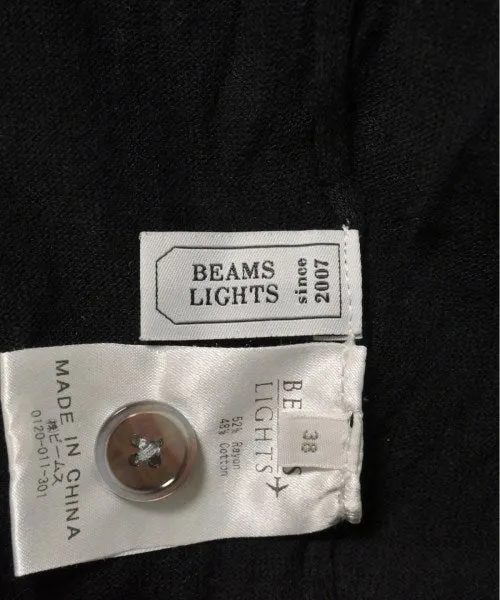 BEAMS
LIGHTS
since
2007
BE S
LIGHTS
38
52% Rayon
48% Cotton
MADE IN CHINA
㈱ビームス
0120-011-301